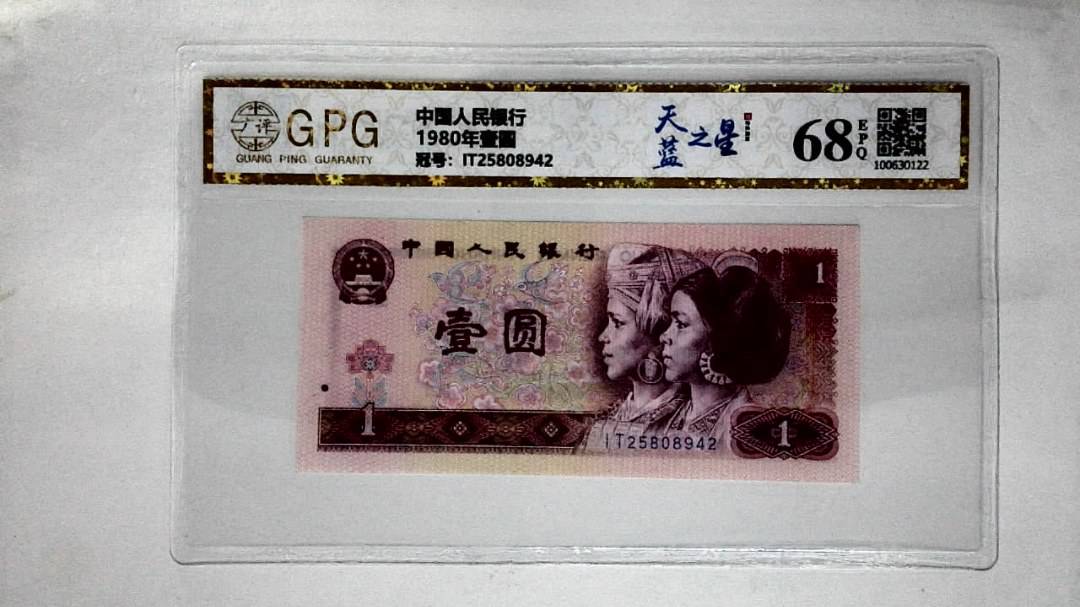 广评
GPG
GUANG PING GUARANTY
中国人民银行
1980年壹圆
冠号：IT25808942
天蓝之星
68
EPQ
100630122
中国人民银行
1
壹圆
1
IT25808942
1